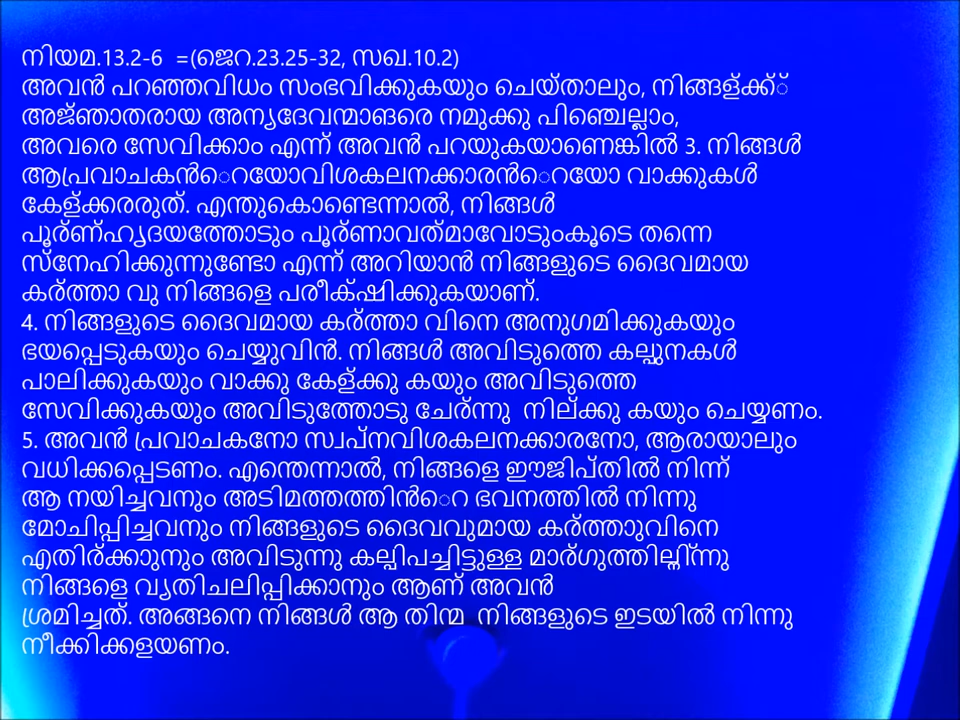 നിയമ.13.2-6  =(ജെറ.23.25-32, സഖ.10.2)
അവൻ പറഞ്ഞവിധം സംഭവിക്കുകയും ചെയ്താലും, നിങ്ങള്ക്ക്്
അജ്ഞാതരായ അന്യദേവന്മാങരെ നമുക്കു പിഞ്ചെല്ലാം,
അവരെ സേവിക്കാം എന്ന് അവൻ പറയുകയാണെങ്കിൽ 3. നിങ്ങൾ
ആപ്രവാചകൻെറയോവിശകലനക്കാരൻെറയോ വാക്കുകൾ
കേള്ക്കരരുത്. എന്തുകൊണ്ടെന്നാൽ, നിങ്ങൾ
പൂര്ണ്ഹൃദയത്തോടും പൂര്ണാവത്മാവോടുംകൂടെ തന്നെ
സ്നേഹിക്കുന്നുണ്ടോ എന്ന് അറിയാൻ നിങ്ങളുടെ ദൈവമായ
കര്ത്താ വു നിങ്ങളെ പരീക്ഷിക്കുകയാണ്.
4. നിങ്ങളുടെ ദൈവമായ കര്ത്താ വിനെ അനുഗമിക്കുകയും
ഭയപ്പെടുകയും ചെയ്യുവിൻ. നിങ്ങൾ അവിടുത്തെ കല്പുനകൾ
പാലിക്കുകയും വാക്കു കേള്ക്കു കയും അവിടുത്തെ
സേവിക്കുകയും അവിടുത്തോടു ചേര്ന്നു  നില്ക്കു കയും ചെയ്യണം.
5. അവൻ പ്രവാചകനോ സ്വപ്നവിശകലനക്കാരനോ, ആരായാലും
വധിക്കപ്പെടണം. എന്തെന്നാൽ, നിങ്ങളെ ഈജിപ്തിൽ നിന്ന്
ആ നയിച്ചവനും അടിമത്തത്തിൻെറ ഭവനത്തിൽ നിന്നു
മോചിപ്പിച്ചവനും നിങ്ങളുടെ ദൈവവുമായ കര്ത്താുവിനെ
എതിര്ക്കാുനും അവിടുന്നു കല്പിപച്ചിട്ടുള്ള മാര്ഗുത്തില്നി്ന്നു
നിങ്ങളെ വ്യതിചലിപ്പിക്കാനും ആണ് അവൻ
ശ്രമിച്ചത്. അങ്ങനെ നിങ്ങൾ ആ തിന്മ  നിങ്ങളുടെ ഇടയിൽ നിന്നു
നീക്കിക്കളയണം.